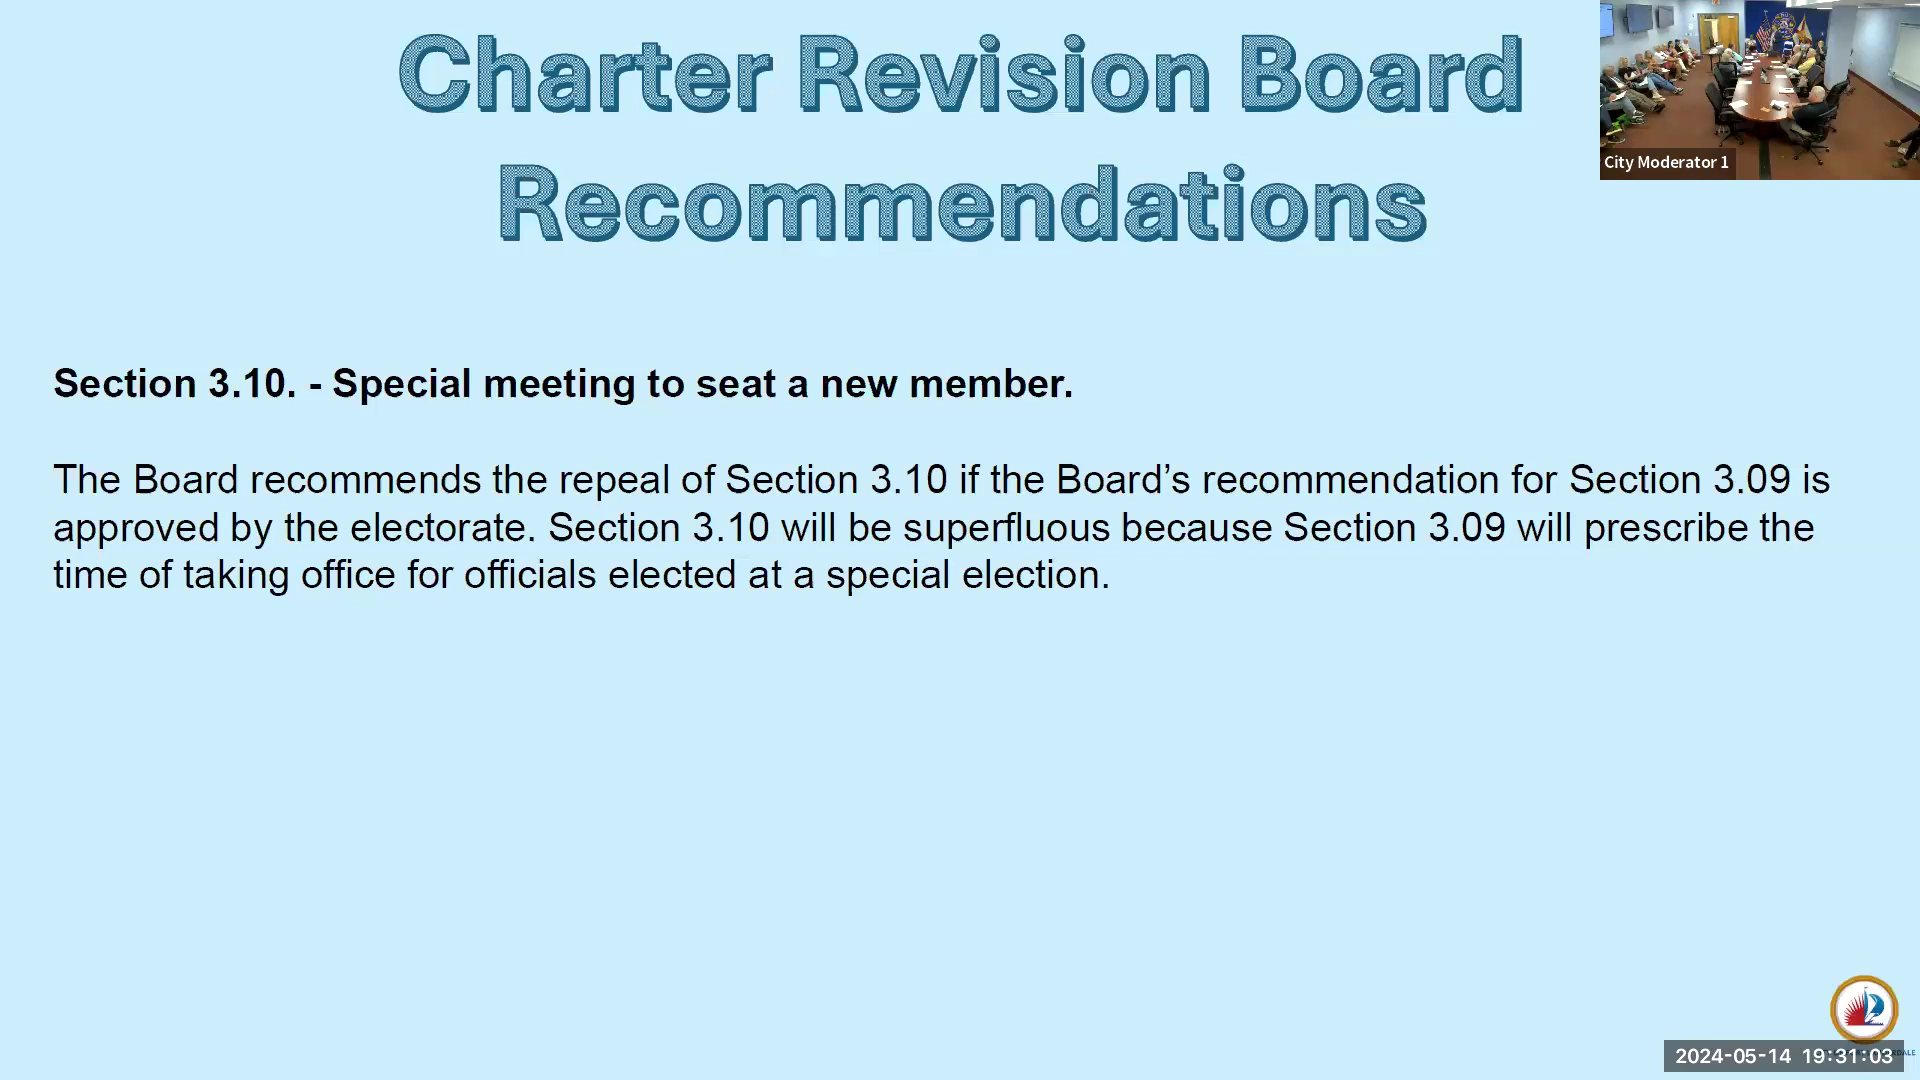 Charter Revision Board
Recommendations
City Moderator 1
Section 3.10. - Special meeting to seat a new member.
The Board recommends the repeal of Section 3.10 if the Board’s recommendation for Section 3.09 is
approved by the electorate. Section 3.10 will be superfluous because Section 3.09 will prescribe the
time of taking office for officials elected at a special election.
2024-05-14 19:31:03